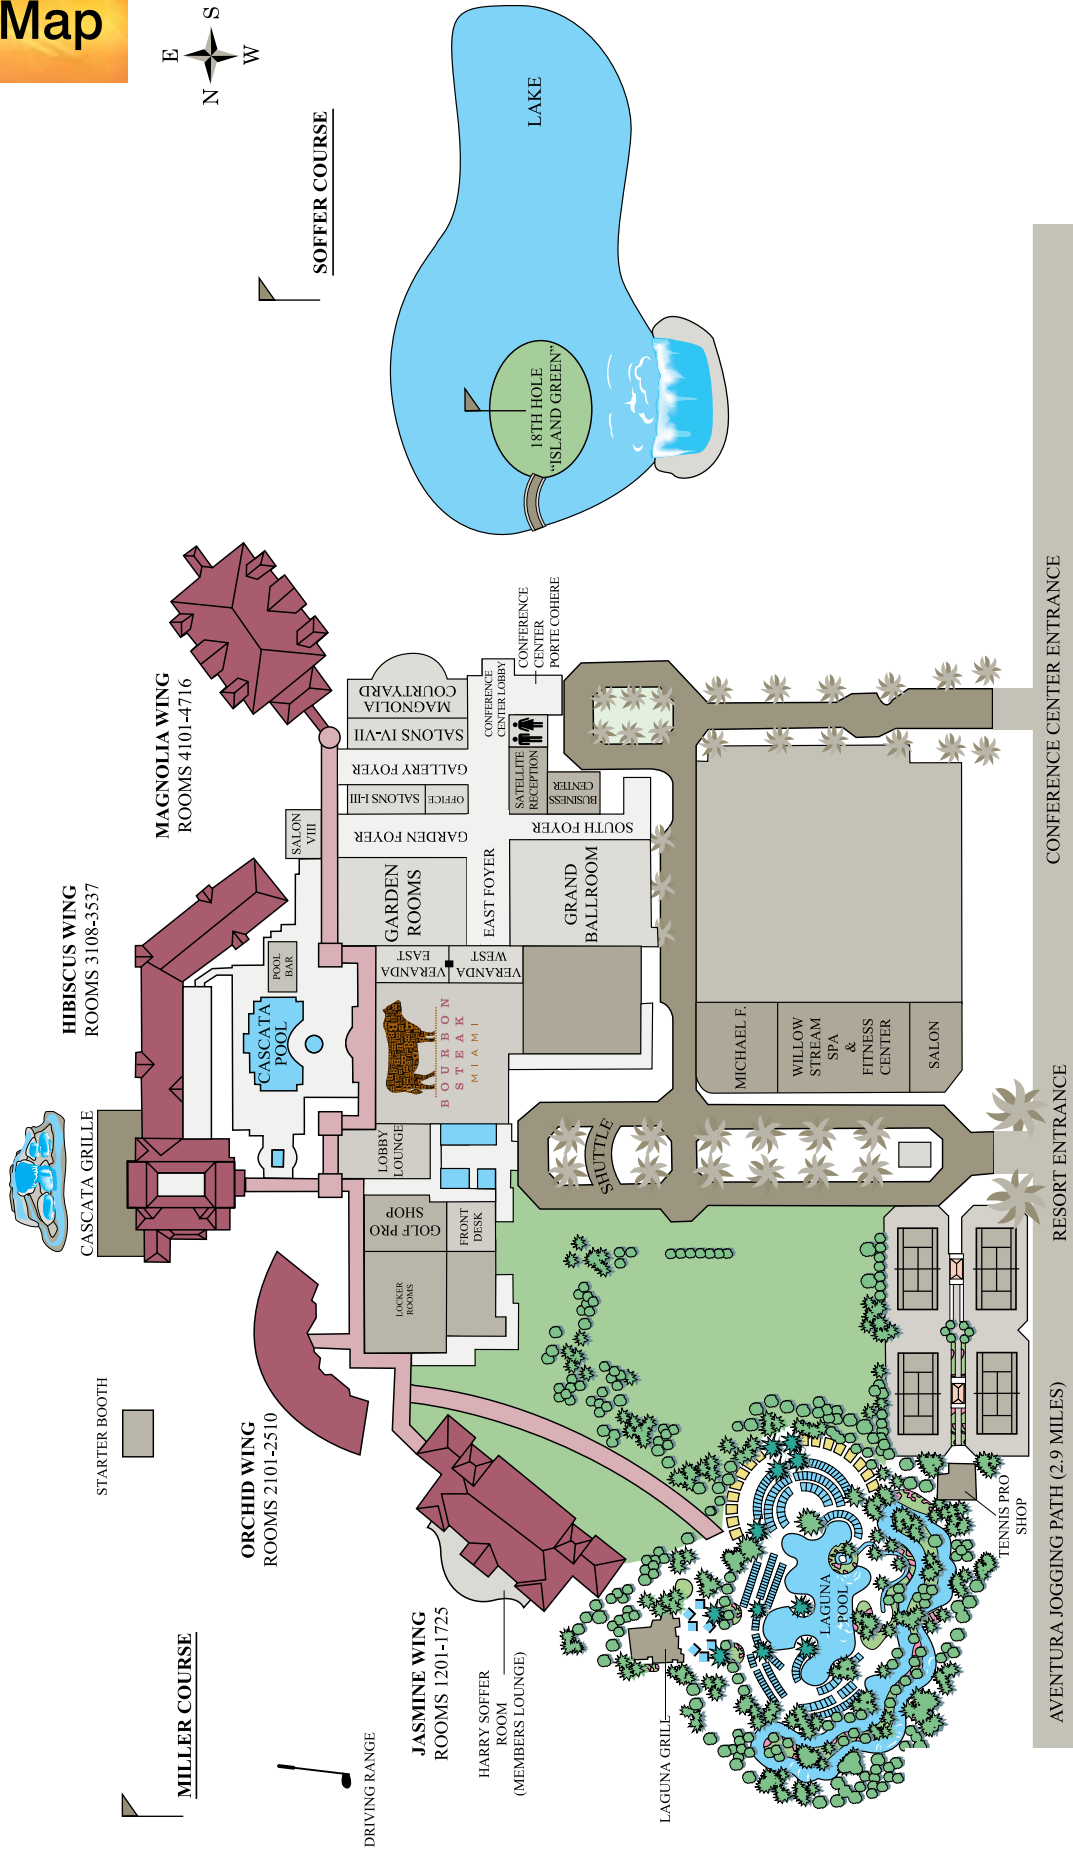 Map
S
E
W
N
SOFFER COURSE
LAKE
18TH HOLE
“ISLAND GREEN”
MAGNOLIA WING
ROOMS 4101-4716
HIBISCUS WING
ROOMS 3108-3537
CASCATA GRILLE
STARTER BOOTH
ORCHID WING
ROOMS 2101-2510
MILLER COURSE
DRIVING RANGE
JASMINE WING
ROOMS 1201-1725
HARRY SOFFER
ROOM
(MEMBERS LOUNGE)
LAGUNA GRILL
LAGUNA
POOL
TENNIS PRO
SHOP
CONFERENCE
CENTER
PORTE COHERE
CONFERENCE
CENTER LOBBY
MAGNOLIA
COURTYARD
SALONS IV-VII
GALLERY FOYER
SALONS I-III
OFFICE
SATELLITE
RECEPTION
BUSINESS
CENTER
SALON
VIII
GARDEN FOYER
SOUTH FOYER
GARDEN
ROOMS
EAST FOYER
GRAND
BALLROOM
VERANDA
EAST
VERANDA
WEST
POOL
BAR
CASCATA
POOL
BOURBON
STEAK
MIAMI
LOBBY
LOUNGE
GOLF PRO
SHOP
FRONT
DESK
LOCKER
ROOMS
SHUTTLE
MICHAEL F.
WILLOW
STREAM
SPA
&
FITNESS
CENTER
SALON
CONFERENCE CENTER ENTRANCE
RESORT ENTRANCE
AVENTURA JOGGING PATH (2.9 MILES)